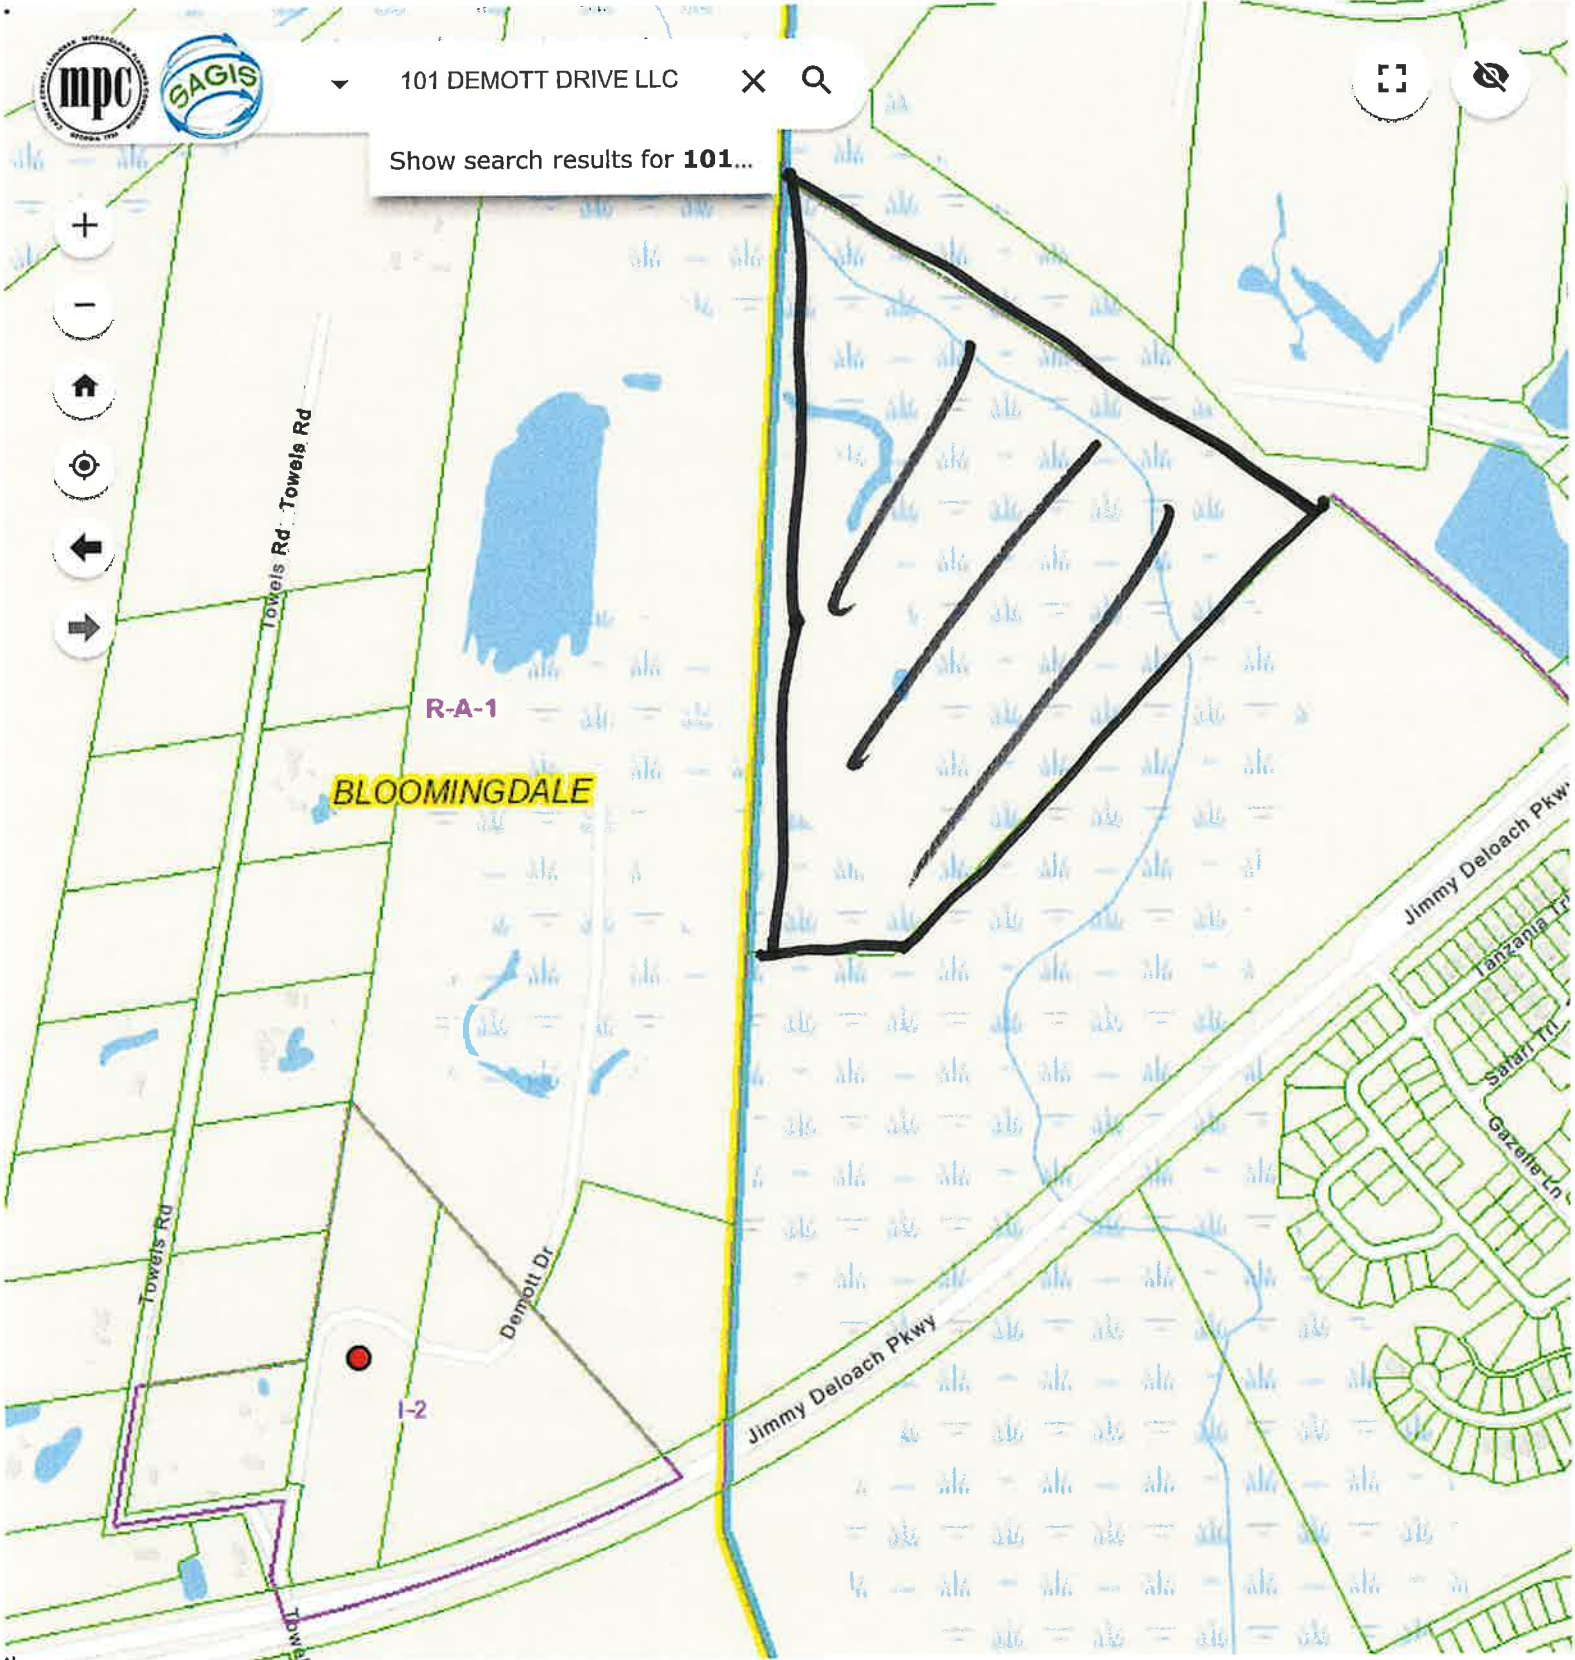 mpc
SAGIS
101 DEMOTT DRIVE LLC
Show search results for 101...
Towels Rd
Towels Rd
R-A-1
BLOOMINGDALE
Jimmy Deloach Pkwy
Tanzania Trl
Safari Trl
Gazelle Ln
Towels Rd
Demott Dr
I-2
Jimmy Deloach Pkwy